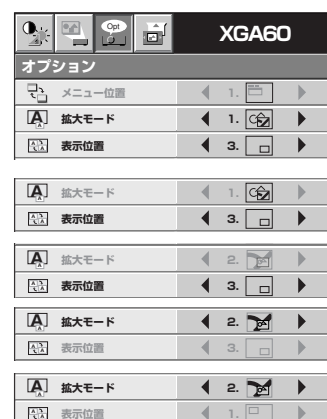 Opt XGA60
オプション
メニュー位置 1.
A 拡大モード 1.
表示位置 3.
A 拡大モード 1.
表示位置 3.
A 拡大モード 2.
表示位置 3.
A 拡大モード 2.
表示位置 3.
A 拡大モード 2.
表示位置 1.